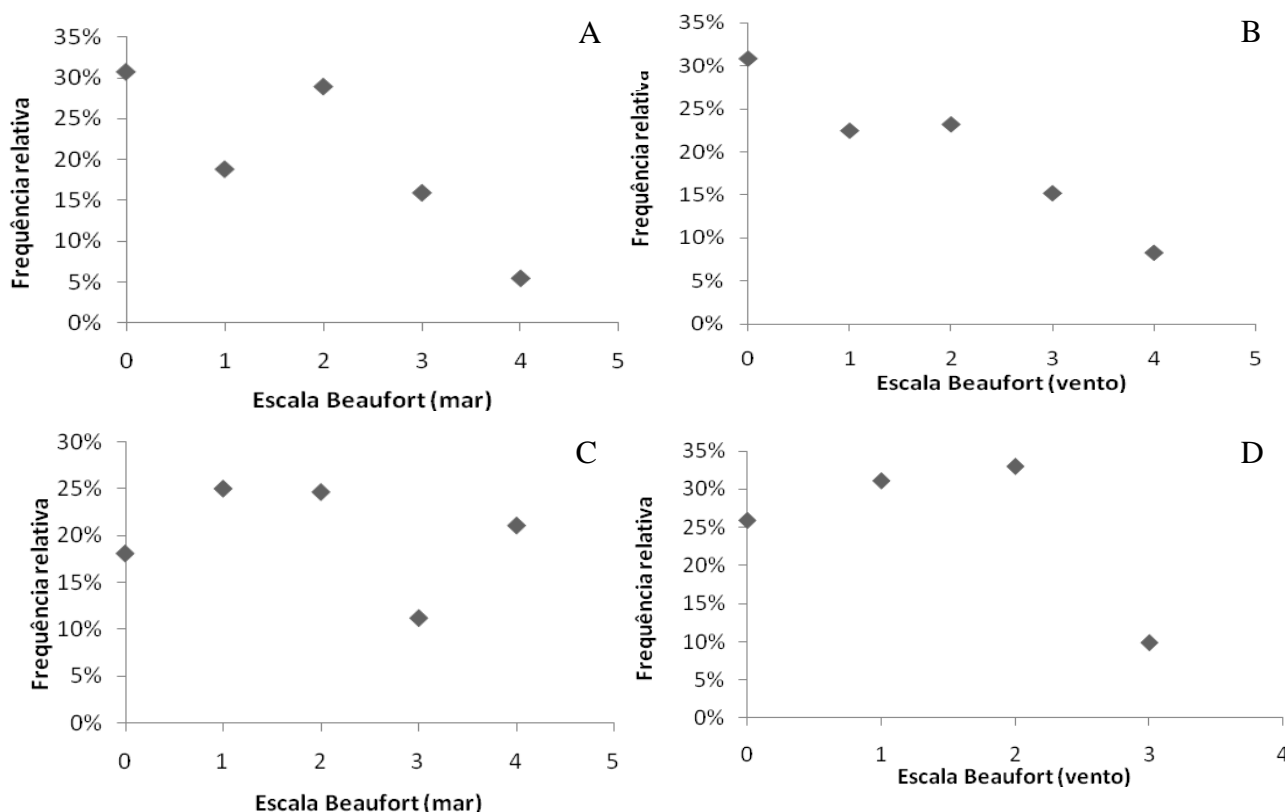 A
Frequência relativa
35%
30%
25%
20%
15%
10%
5%
0%
0 1 2 3 4 5
Escala Beaufort (mar)
B
Frequência relativa
35%
30%
25%
20%
15%
10%
5%
0%
0 1 2 3 4 5
Escala Beaufort (vento)
C
Frequência relativa
30%
25%
20%
15%
10%
5%
0%
0 1 2 3 4 5
Escala Beaufort (mar)
D
Frequência relativa
35%
30%
25%
20%
15%
10%
5%
0%
0 1 2 3 4
Escala Beaufort (vento)